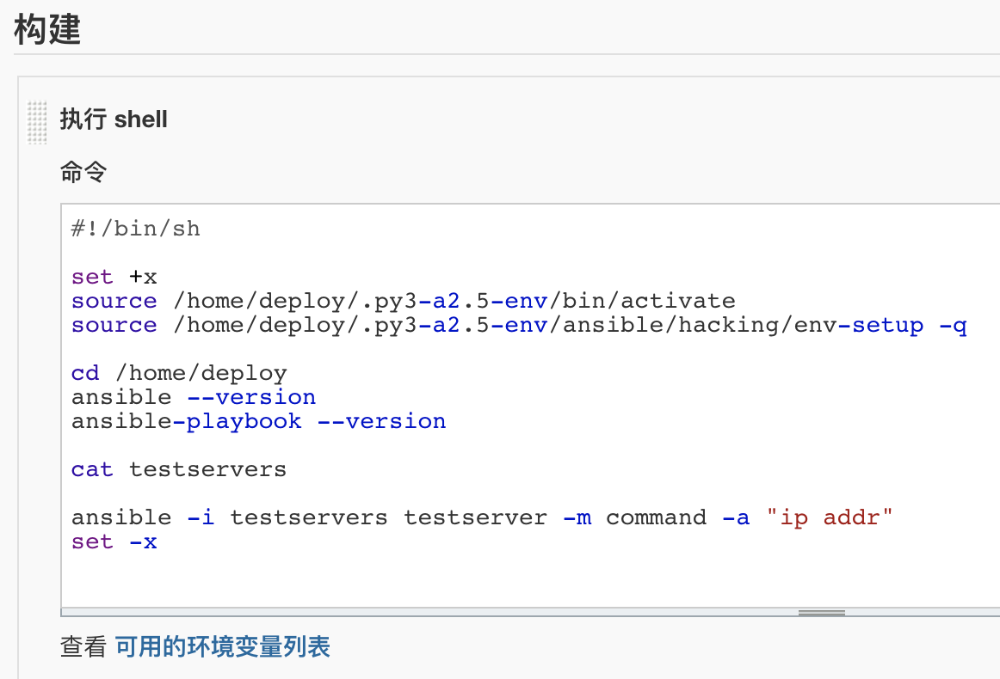 构建
执行 shell
命令
#!/bin/sh
set +x
source /home/deploy/.py3-a2.5-env/bin/activate
source /home/deploy/.py3-a2.5-env/ansible/hacking/env-setup -q
cd /home/deploy
ansible --version
ansible-playbook --version
cat testservers
ansible -i testservers testserver -m command -a "ip addr"
set -x
查看 可用的环境变量列表